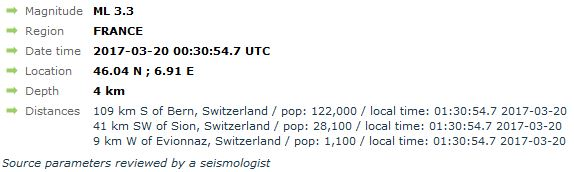 Magnitude ML 3.3
Region FRANCE
Date time 2017-03-20 00:30:54.7 UTC
Location 46.04 N ; 6.91 E
Depth 4 km
Distances 109 km S of Bern, Switzerland / pop: 122,000 / local time: 01:30:54.7 2017-03-20
41 km SW of Sion, Switzerland / pop: 28,100 / local time: 01:30:54.7 2017-03-20
9 km W of Evionnaz, Switzerland / pop: 1,100 / local time: 01:30:54.7 2017-03-20
Source parameters reviewed by a seismologist